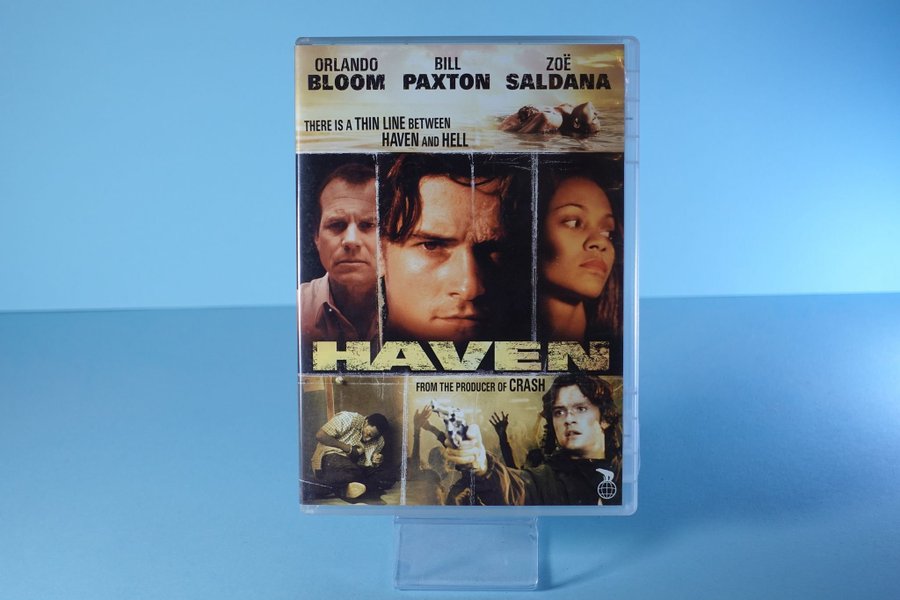 ORLANDO BLOOM
BILL PAXTON
ZOË SALDANA
THERE IS A THIN LINE BETWEEN
HAVEN AND HELL
HAVEN
FROM THE PRODUCER OF CRASH